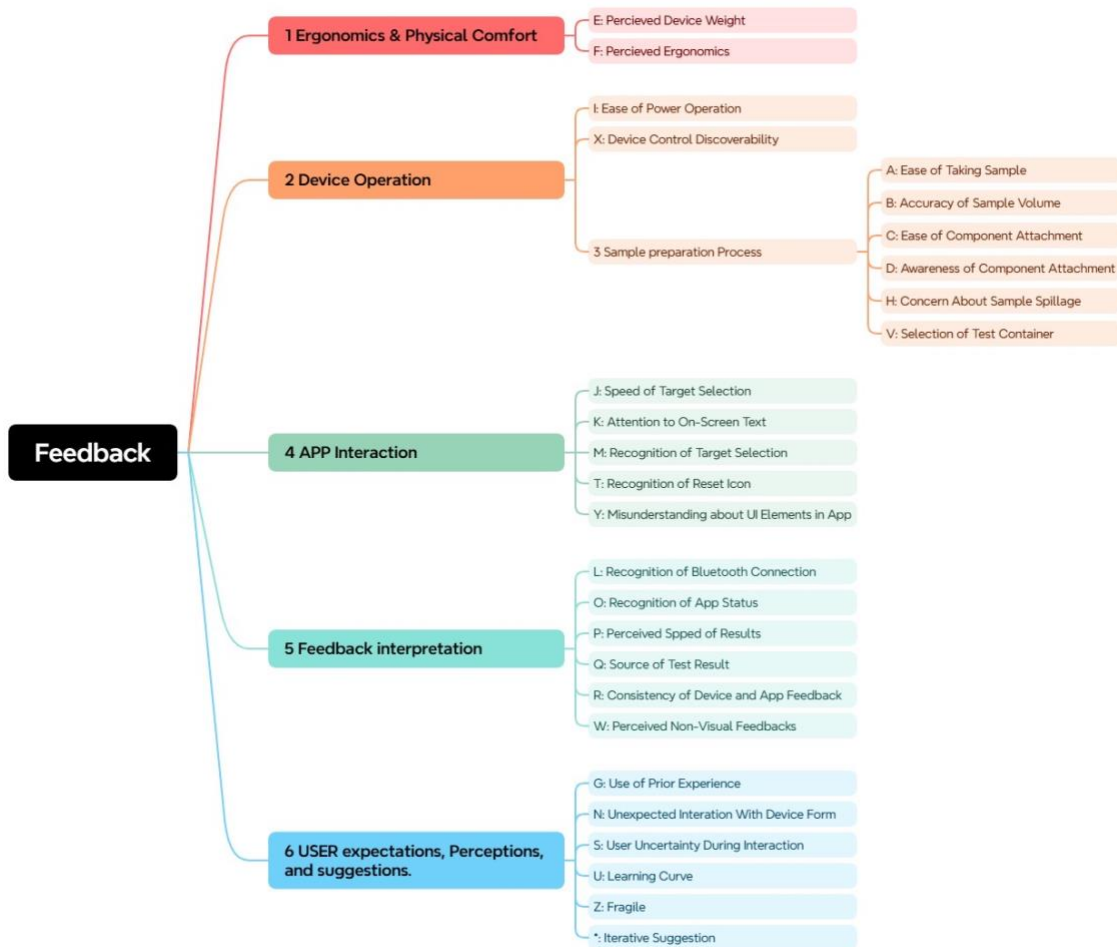 Feedback
1 Ergonomics & Physical Comfort
E: Percieved Device Weight
F: Percieved Ergonomics
2 Device Operation
I: Ease of Power Operation
X: Device Control Discoverability
3 Sample preparation Process
A: Ease of Taking Sample
B: Accuracy of Sample Volume
C: Ease of Component Attachment
D: Awareness of Component Attachment
H: Concern About Sample Spillage
V: Selection of Test Container
4 APP Interaction
J: Speed of Target Selection
K: Attention to On-Screen Text
M: Recognition of Target Selection
T: Recognition of Reset Icon
Y: Misunderstanding about UI Elements in App
5 Feedback interpretation
L: Recognition of Bluetooth Connection
O: Recognition of App Status
P: Perceived Spped of Results
Q: Source of Test Result
R: Consistency of Device and App Feedback
W: Perceived Non-Visual Feedbacks
6 USER expectations, Perceptions,
and suggestions.
G: Use of Prior Experience
N: Unexpected Interation With Device Form
S: User Uncertainty During Interaction
U: Learning Curve
Z: Fragile
*: Iterative Suggestion